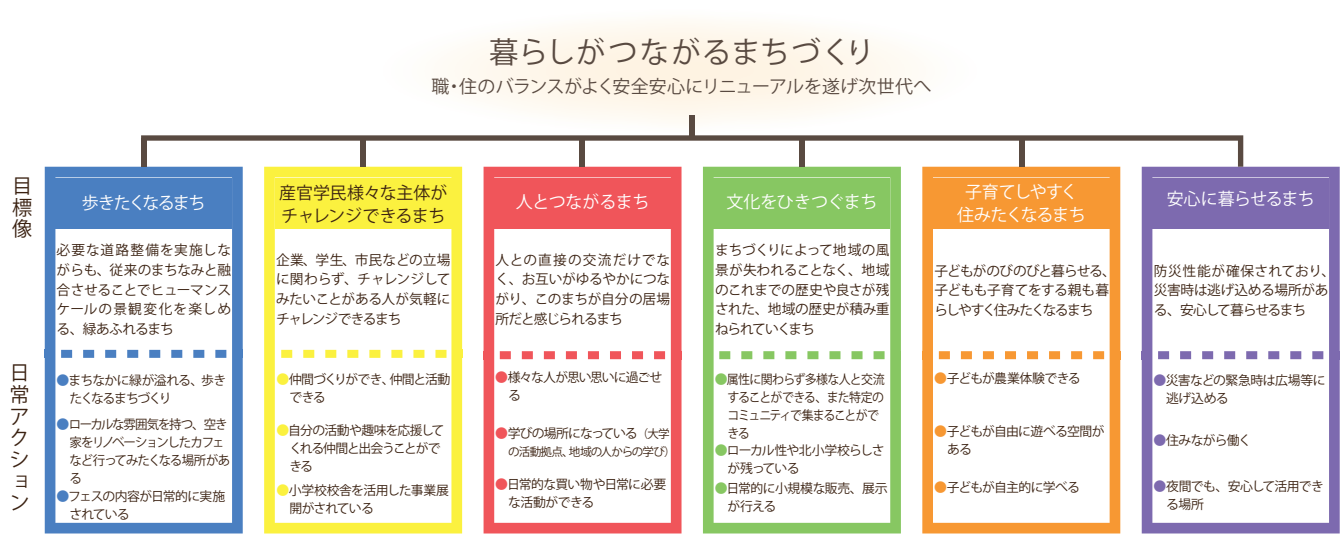 暮らしがつながるまちづくり
職・住のバランスがよく安全安心にリニューアルを遂げ次世代へ
目標像
歩きたくなるまち
必要な道路整備を実施しな
がらも、従来のまちなみと融
合させることでヒューマンス
ケールの景観変化を楽しめ
る、緑あふれるまち
産官学民様々な主体が
チャレンジできるまち
企業、学生、市民などの立場
に関わらず、チャレンジして
みたいことがある人が気軽に
チャレンジできるまち
人とつながるまち
人との直接の交流だけでな
く、お互いがゆるやかにつな
がり、このまちが自分の居場
所だと感じられるまち
文化をひきつぐまち
まちづくりによって地域の風
景が失われることなく、地域
のこれまでの歴史や良さが残
された、地域の歴史が積み重
ねられていくまち
子育てしやすく
住みたくなるまち
子どもがのびのびと暮らせる、
子どもも子育てをする親も暮
らしやすく住みたくなるまち
安心に暮らせるまち
防災性能が確保されており、
災害時は逃げ込める場所があ
る、安心して暮らせるまち
日常アクション
●まちなかに緑が溢れる、歩き
たくなるまちづくり
●ローカルな雰囲気を持つ、空き
家をリノベーションしたカフェ
など行ってみたくなる場所があ
る
●フェスの内容が日常的に実施
されている
●仲間づくりができ、仲間と活動
できる
●自分の活動や趣味を応援して
くれる仲間と出会うことがで
きる
●小学校校舎を活用した事業展
開がされている
●様々な人が思い思いに過ごせ
る
●学びの場所になっている（大学
の活動拠点、地域の人からの学び）
●日常的な買い物や日常に必要
な活動ができる
●属性に関わらず多様な人と交流
することができる、また特定の
コミュニティで集まることがで
きる
●ローカル性や北小学校らしさ
が残っている
●日常的に小規模な販売、展示
が行える
●子どもが農業体験できる
●子どもが自由に遊べる空間が
ある
●子どもが自主的に学べる
●災害などの緊急時は広場等に
逃げ込める
●住みながら働く
●夜間でも、安心して活用でき
る場所